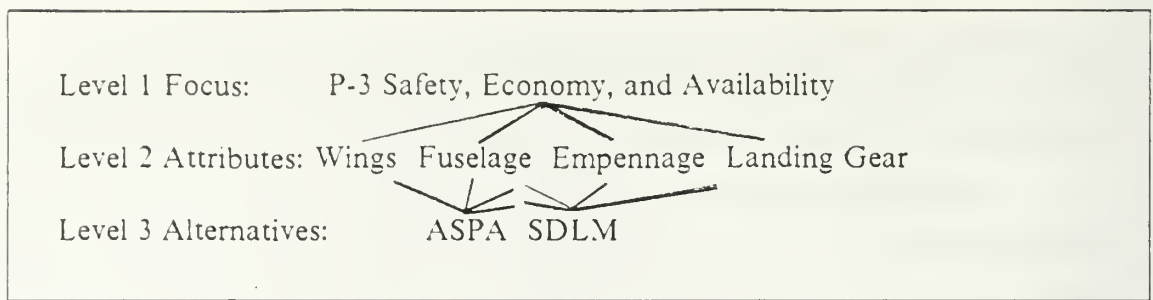 Level 1 Focus: P-3 Safety, Economy, and Availability
Level 2 Attributes: Wings Fuselage Empennage Landing Gear
Level 3 Alternatives: ASPA SDLM